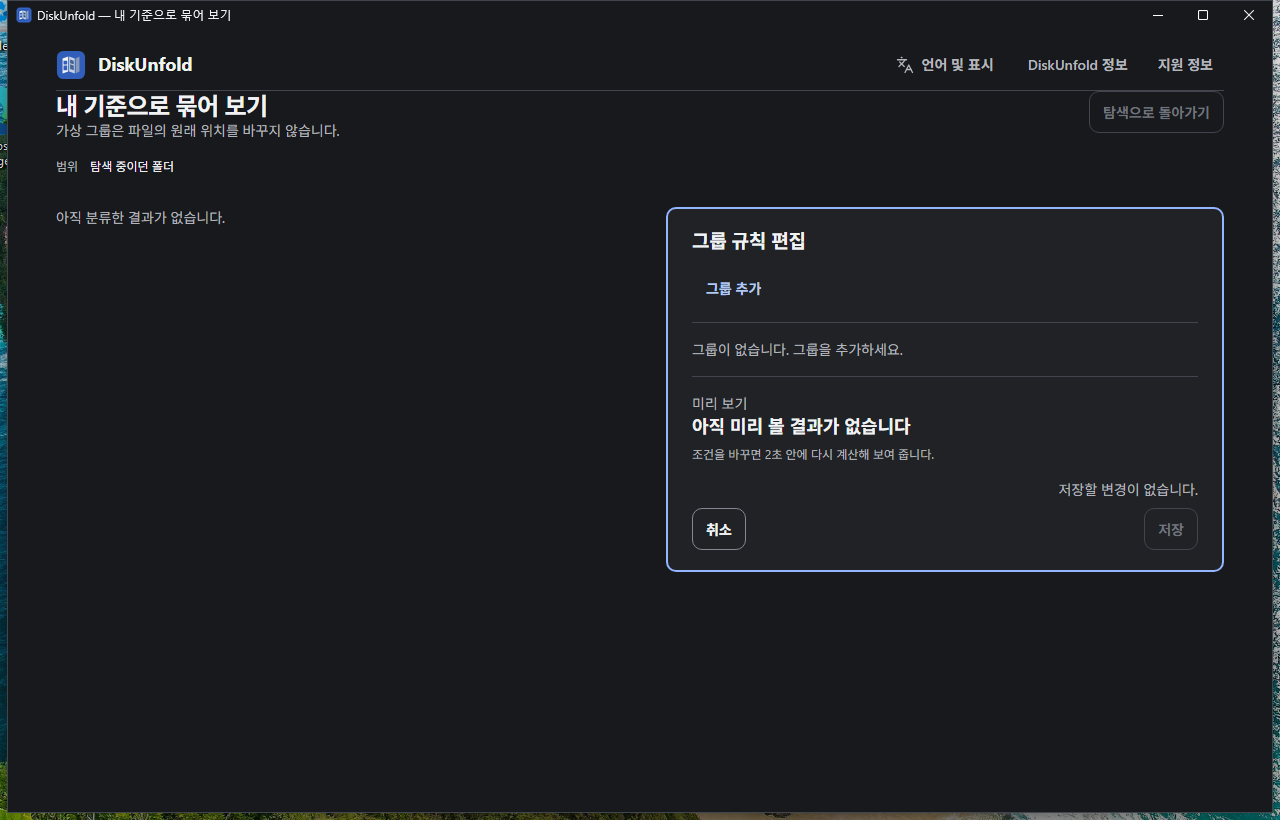 DiskUnfold — 내 기준으로 묶어 보기
DiskUnfold
언어 및 표시
DiskUnfold 정보
지원 정보
내 기준으로 묶어 보기
탐색으로 돌아가기
가상 그룹은 파일의 원래 위치를 바꾸지 않습니다.
범위 탐색 중이던 폴더
아직 분류한 결과가 없습니다.
그룹 규칙 편집
그룹 추가
그룹이 없습니다. 그룹을 추가하세요.
미리 보기
아직 미리 볼 결과가 없습니다
조건을 바꾸면 2초 안에 다시 계산해 보여 줍니다.
저장할 변경이 없습니다.
취소
저장